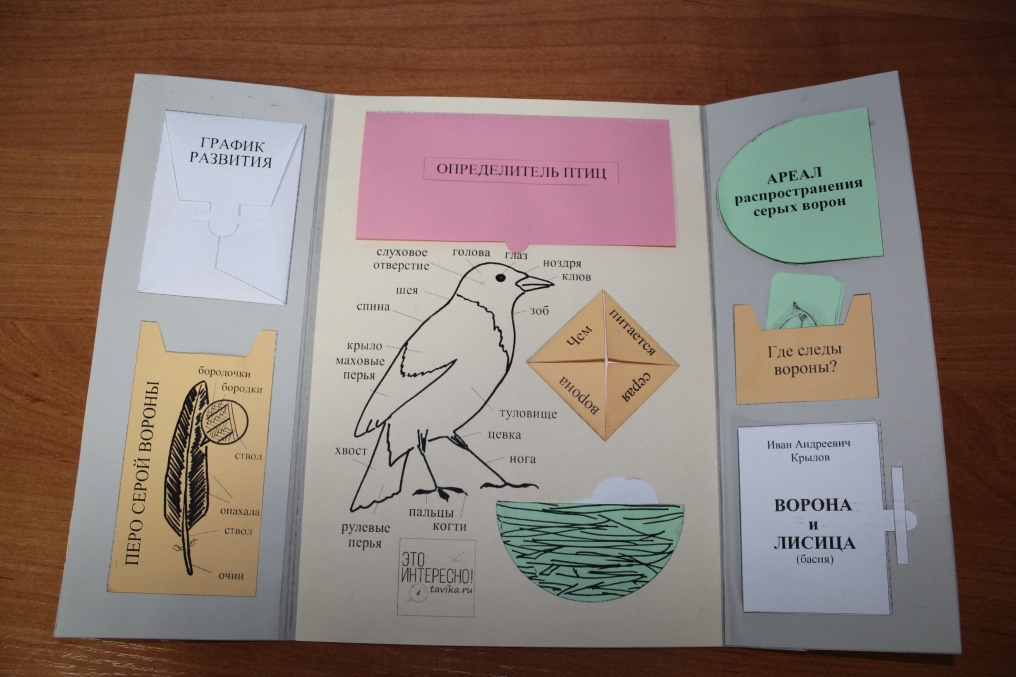 ГРАФИК
РАЗВИТИЯ
ПЕРО СЕРОЙ ВОРОНЫ
бородочки
бородки
ствол
опахала
ствол
очин
ОПРЕДЕЛИТЕЛЬ ПТИЦ
слуховое
отверстие
голова
глаз
ноздря
клюв
шея
зоб
спина
крыло
маховые
перья
туловище
цевка
хвост
нога
пальцы
когти
рулевые
перья
Чем
питается
серая
ворона
ЭТО
ИНТЕРЕСНО!
tavika.ru
АРЕАЛ
распространения
серых ворон
Где следы
вороны?
Иван Андреевич
Крылов
ВОРОНА
и
ЛИСИЦА
(басня)